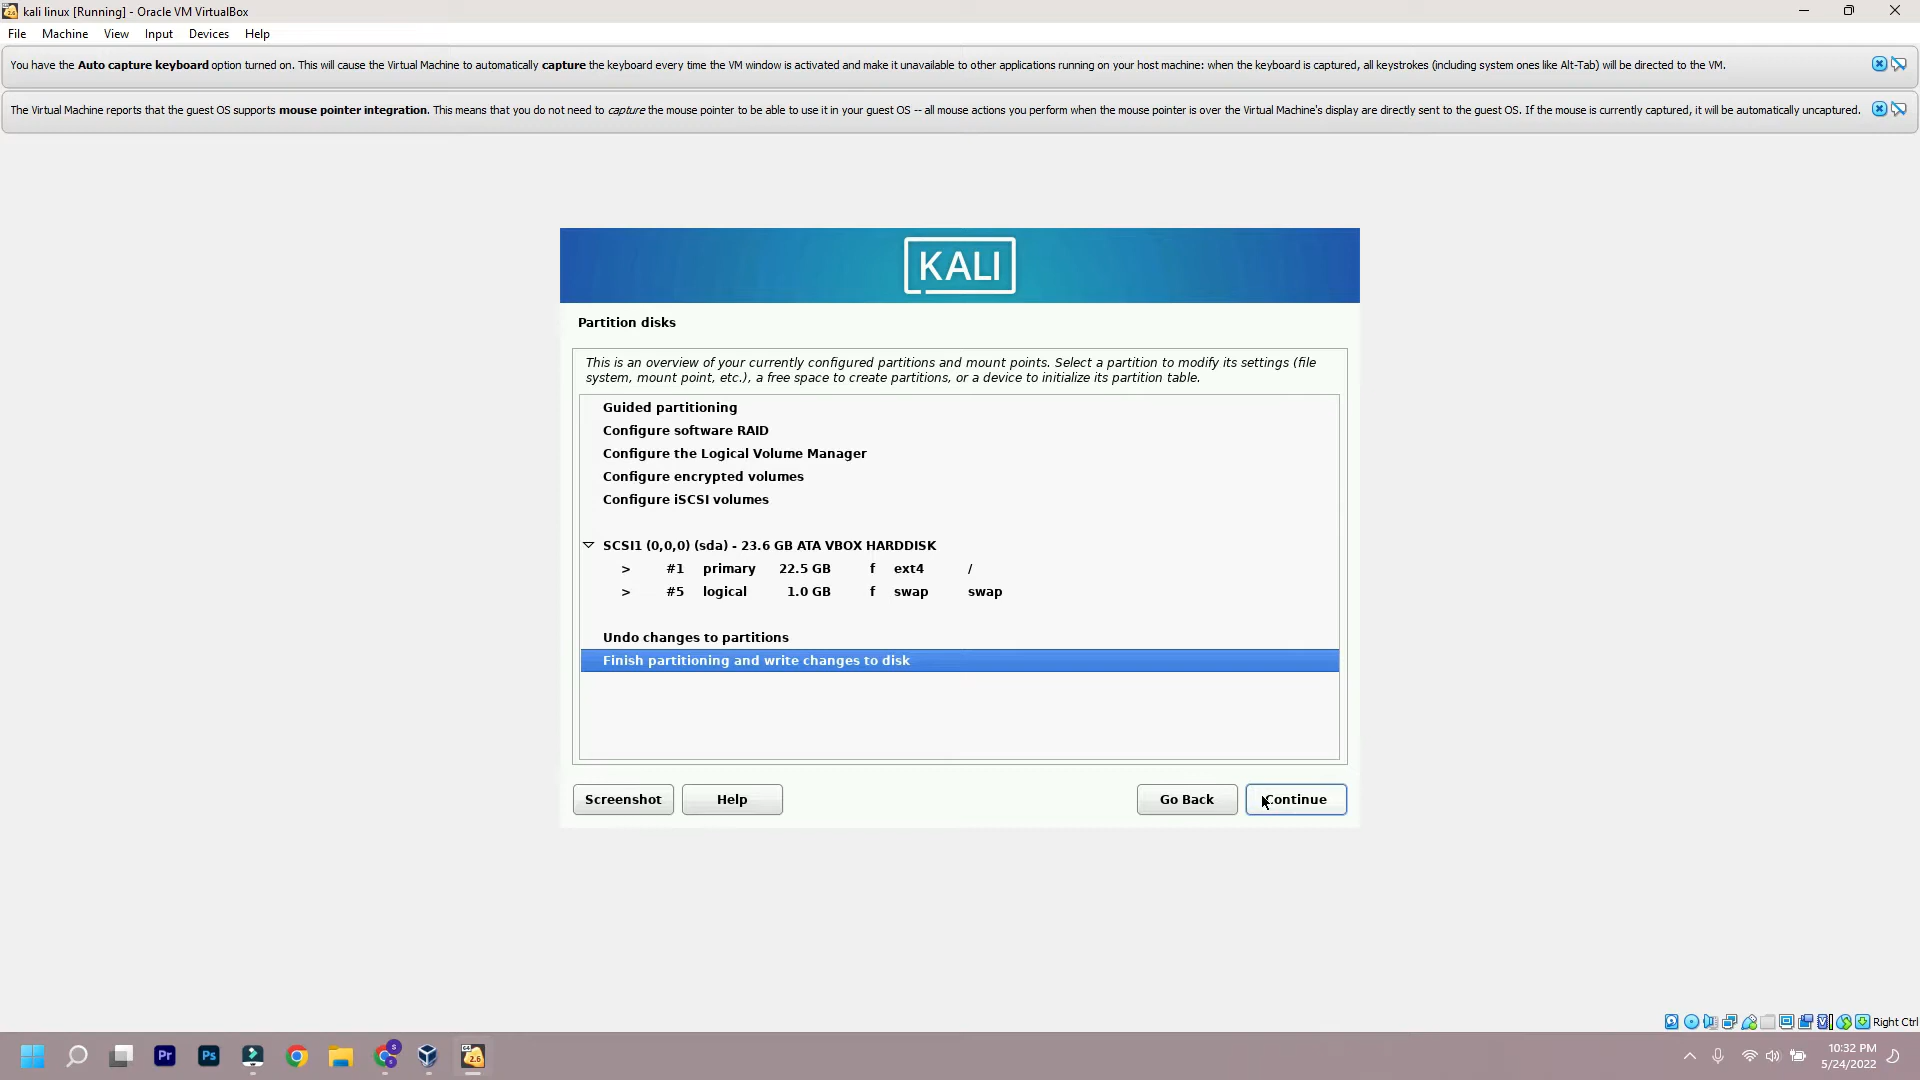 kali linux [Running] - Oracle VM VirtualBox
File Machine View Input Devices Help
You have the Auto capture keyboard option turned on. This will cause the Virtual Machine to automatically capture the keyboard every time the VM window is activated and make it unavailable to other applications running on your host machine: when the keyboard is captured, all keystrokes (including system ones like Alt-Tab) will be directed to the VM.
The Virtual Machine reports that the guest OS supports mouse pointer integration. This means that you do not need to capture the mouse pointer to be able to use it in your guest OS -- all mouse actions you perform when the mouse pointer is over the Virtual Machine's display are directly sent to the guest OS. If the mouse is currently captured, it will be automatically uncaptured.
KALI
Partition disks
This is an overview of your currently configured partitions and mount points. Select a partition to modify its settings (file
system, mount point, etc.), a free space to create partitions, or a device to initialize its partition table.
Guided partitioning
Configure software RAID
Configure the Logical Volume Manager
Configure encrypted volumes
Configure iSCSI volumes
SCSI1 (0,0,0) (sda) - 23.6 GB ATA VBOX HARDDISK
> #1 primary 22.5 GB f ext4 /
> #5 logical 1.0 GB f swap swap
Undo changes to partitions
Finish partitioning and write changes to disk
Screenshot Help Go Back Continue
Right Ctrl
Pr Ps S 64 2.6
10:32 PM
5/24/2022